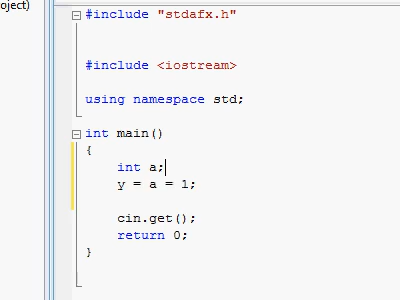 oject)
#include "stdafx.h"
#include <iostream>
using namespace std;
int main()
{
int a;
y = a = 1;
cin.get();
return 0;
}